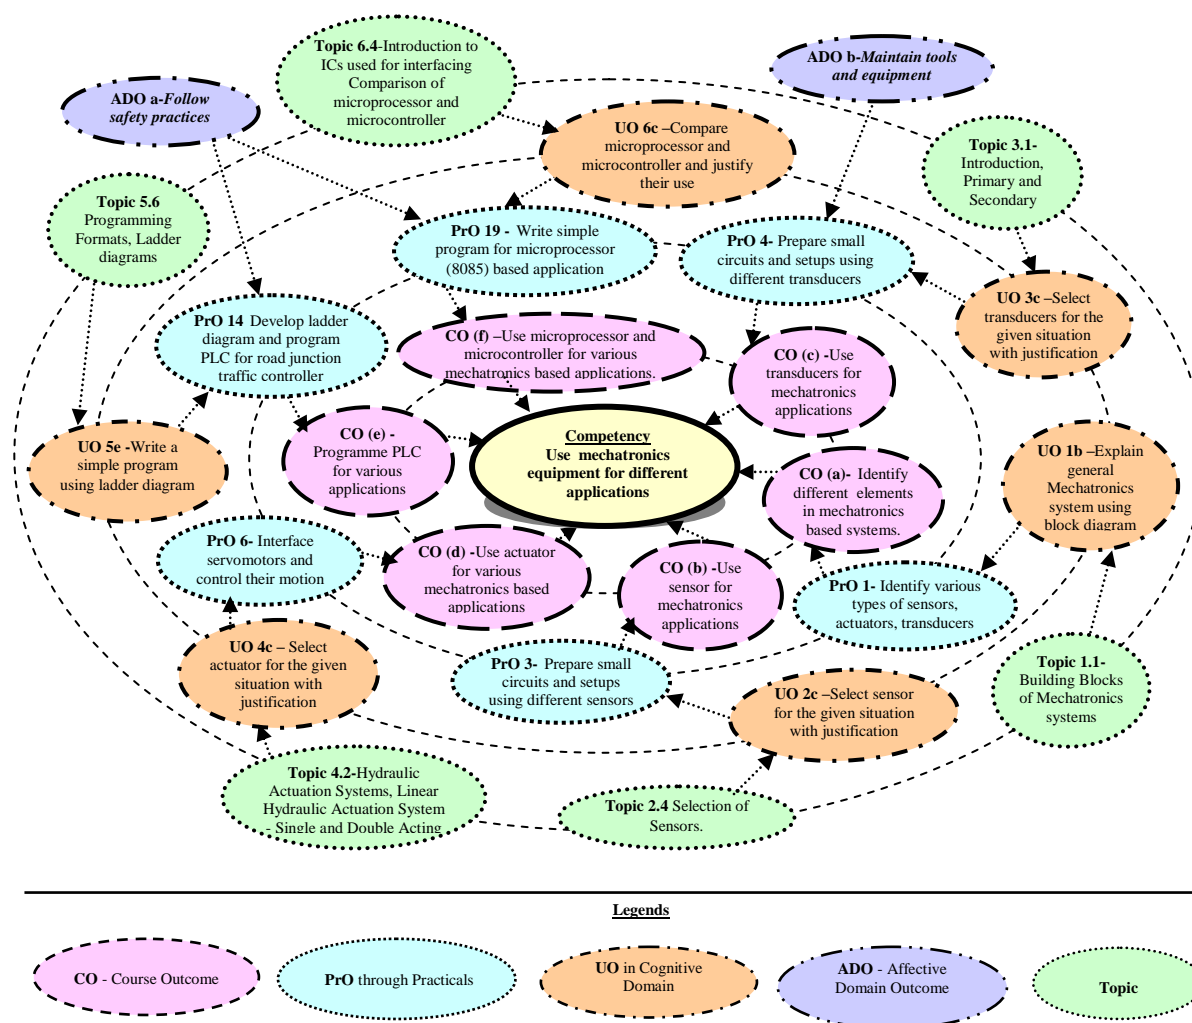 Topic 6.4-Introduction to
ICs used for interfacing
Comparison of
microprocessor and
microcontroller
ADO b-Maintain tools
and equipment
ADO a-Follow
safety practices
UO 6c –Compare
microprocessor and
microcontroller and justify
their use
Topic 3.1-
Introduction,
Primary and
Secondary
Topic 5.6
Programming
Formats, Ladder
diagrams
PrO 19 - Write simple
program for microprocessor
(8085) based application
PrO 4- Prepare small
circuits and setups using
different transducers
UO 3c –Select
transducers for the
given situation
with justification
PrO 14 Develop ladder
diagram and program
PLC for road junction
traffic controller
CO (f) –Use microprocessor and
microcontroller for various
mechatronics based applications.
CO (c) -Use
transducers for
mechatronics
applications
UO 5e -Write a
simple program
using ladder diagram
CO (e) -
Programme PLC
for various
applications
Competency
Use mechatronics
equipment for different
applications
CO (a)- Identify
different elements
in mechatronics
based systems.
UO 1b –Explain
general
Mechatronics
system using
block diagram
PrO 6- Interface
servomotors and
control their motion
CO (d) -Use actuator
for various
mechatronics based
applications
CO (b) -Use
sensor for
mechatronics
applications
PrO 1- Identify various
types of sensors,
actuators, transducers
UO 4c – Select
actuator for the given
situation with
justification
PrO 3- Prepare small
circuits and setups
using different sensors
UO 2c –Select sensor
for the given situation
with justification
Topic 1.1-
Building Blocks
of Mechatronics
systems
Topic 4.2-Hydraulic
Actuation Systems, Linear
Hydraulic Actuation System
- Single and Double Acting
Topic 2.4 Selection of
Sensors.
Legends
CO - Course Outcome
PrO through Practicals
UO in Cognitive
Domain
ADO - Affective
Domain Outcome
Topic